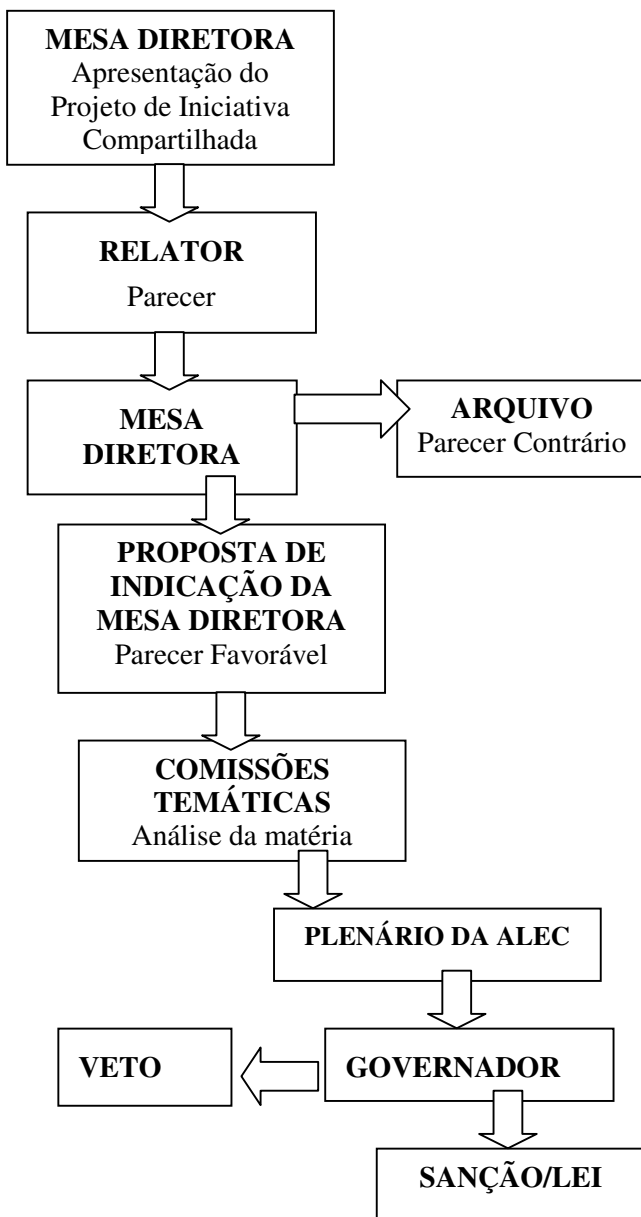 MESA DIRETORA
Apresentação do
Projeto de Iniciativa
Compartilhada
RELATOR
Parecer
MESA
DIRETORA
ARQUIVO
Parecer Contrário
PROPOSTA DE
INDICAÇÃO DA
MESA DIRETORA
Parecer Favorável
COMISSÕES
TEMÁTICAS
Análise da matéria
PLENÁRIO DA ALEC
VETO
GOVERNADOR
SANÇÃO/LEI